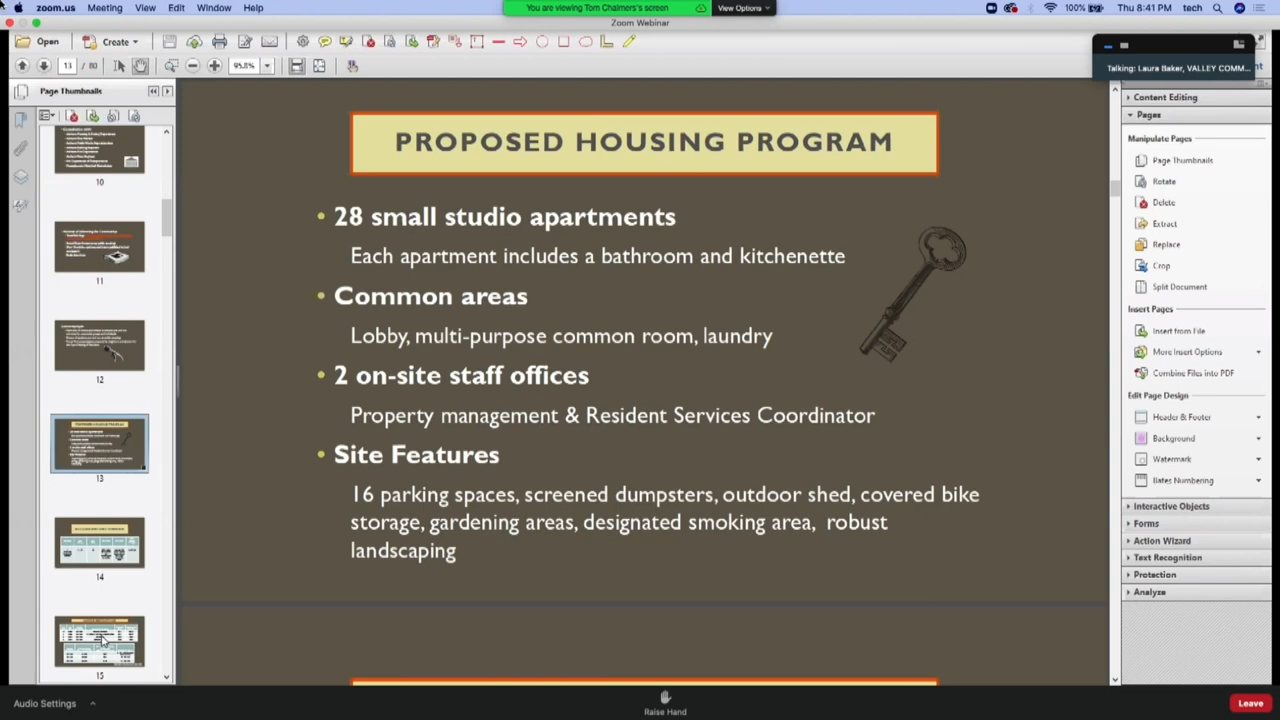 zoom.us Meeting View Edit Window Help
You are viewing Tom Chalmers's screen View Options
100% Thu 8:41 PM tech
Zoom Webinar
Open Create
13 / 80 95.8%
Talking: Laura Baker, VALLEY COMM...
Page Thumbnails
10
11
12
13
14
15
PROPOSED HOUSING PROGRAM
• 28 small studio apartments
Each apartment includes a bathroom and kitchenette
• Common areas
Lobby, multi-purpose common room, laundry
• 2 on-site staff offices
Property management & Resident Services Coordinator
• Site Features
16 parking spaces, screened dumpsters, outdoor shed, covered bike
storage, gardening areas, designated smoking area, robust
landscaping
Content Editing
Pages
Manipulate Pages
Page Thumbnails
Rotate
Delete
Extract
Replace
Crop
Split Document
Insert Pages
Insert from File
More Insert Options
Combine Files into PDF
Edit Page Design
Header & Footer
Background
Watermark
Bates Numbering
Interactive Objects
Forms
Action Wizard
Text Recognition
Protection
Analyze
Audio Settings
Raise Hand
Leave